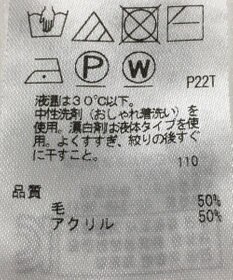 P W P22T
液温は30℃以下。
中性洗剤(おしゃれ着洗い)を
使用。漂白剤は液体タイプを使
用。よくすすぎ、絞りの後すぐ
に干すこと。
110
品質
毛 50%
アクリル 50%